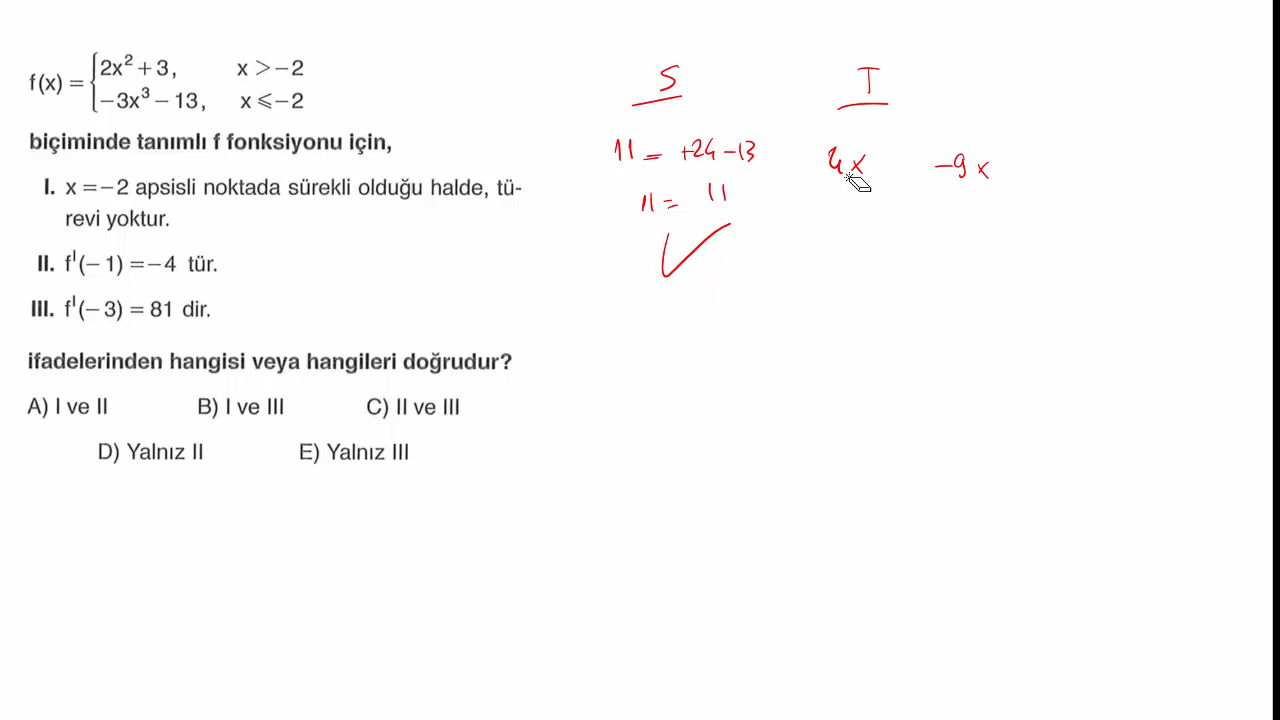 f(x) = { 2x² + 3, x > −2
−3x³ − 13, x ⩽ −2
biçiminde tanımlı f fonksiyonu için,
I. x = −2 apsisli noktada sürekli olduğu halde, tü-
revi yoktur.
II. fᴵ(−1) = −4 tür.
III. fᴵ(−3) = 81 dir.
ifadelerinden hangisi veya hangileri doğrudur?
A) I ve II B) I ve III C) II ve III
D) Yalnız II E) Yalnız III
S T
11 = +24 −13 4x −9x
11 = 11